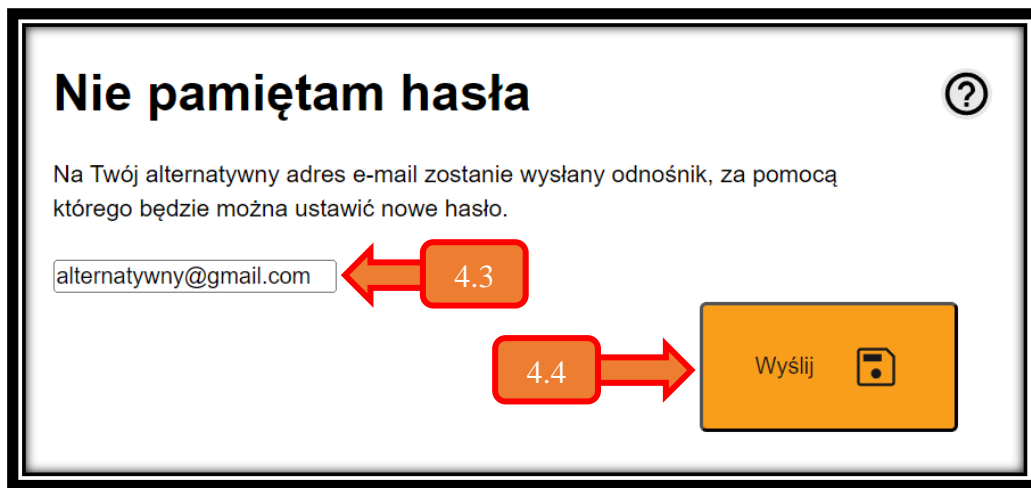 Nie pamiętam hasła
?
Na Twój alternatywny adres e-mail zostanie wysłany odnośnik, za pomocą
którego będzie można ustawić nowe hasło.
alternatywny@gmail.com
4.3
4.4
Wyślij